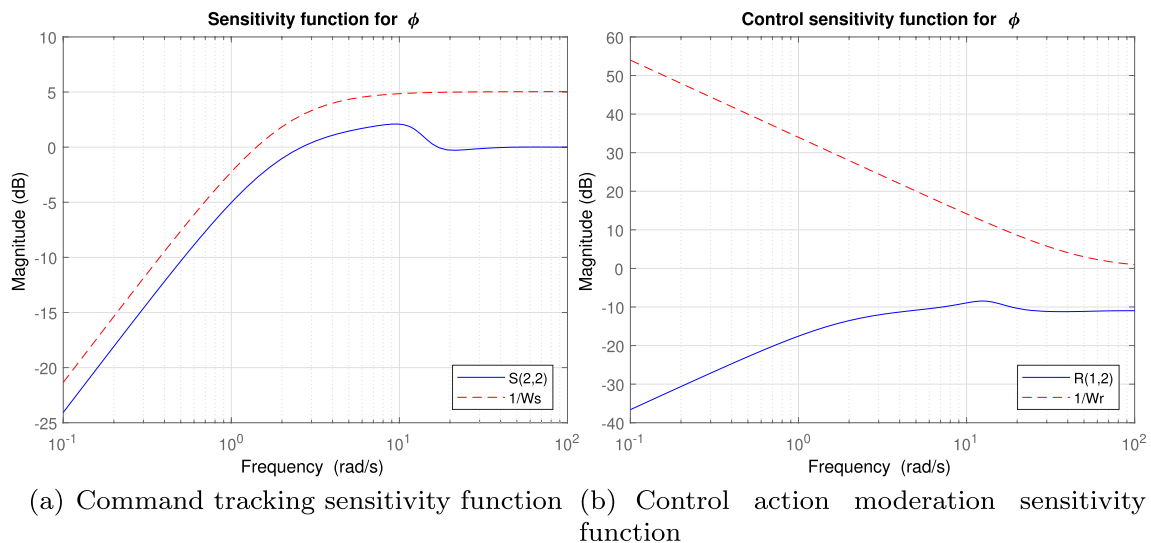 Sensitivity function for ϕ
10
5
0
-5
-10
-15
-20
-25
Magnitude (dB)
S(2,2)
1/Ws
10^-1
10^0
10^1
10^2
Frequency (rad/s)
Control sensitivity function for ϕ
60
50
40
30
20
10
0
-10
-20
-30
-40
Magnitude (dB)
R(1,2)
1/Wr
10^-1
10^0
10^1
10^2
Frequency (rad/s)
(a) Command tracking sensitivity function
(b) Control action moderation sensitivity
function